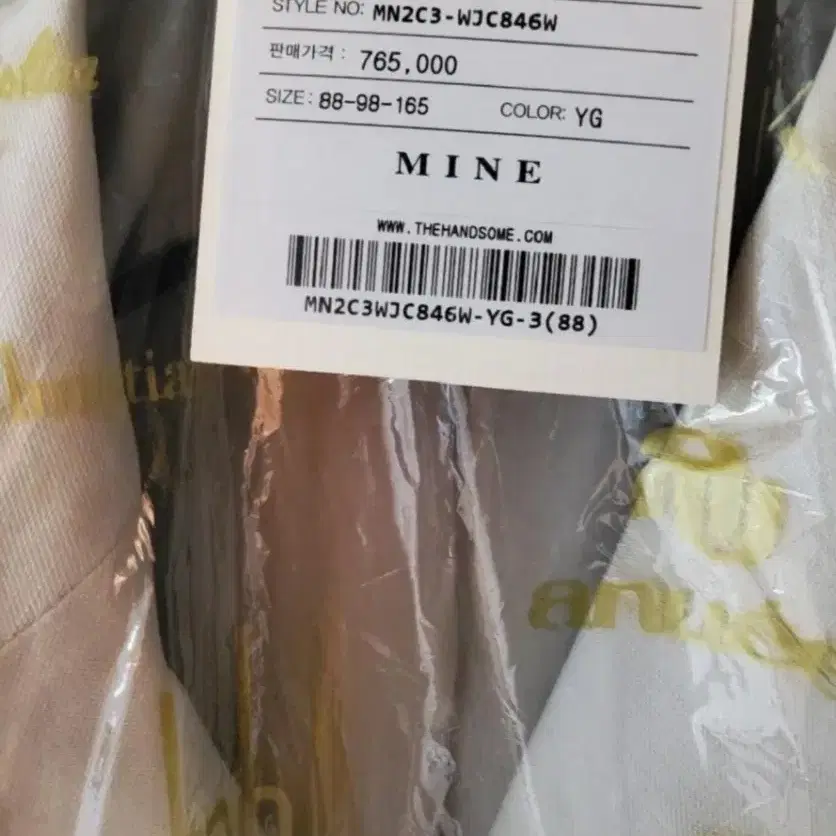 STYLE NO: MN2C3-WJC846W
판매가격 : 765,000
SIZE: 88-98-165 COLOR: YG
MINE
WWW.THEHANDSOME.COM
MN2C3WJC846W-YG-3(88)